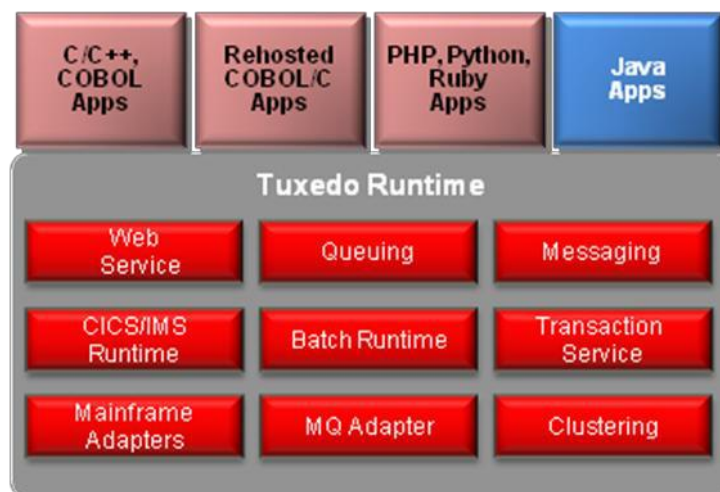 C/C++,
COBOL
Apps
Rehosted
COBOL/C
Apps
PHP, Python,
Ruby
Apps
Java
Apps
Tuxedo Runtime
Web
Service
Queuing
Messaging
CICS/IMS
Runtime
Batch Runtime
Transaction
Service
Mainframe
Adapters
MQ Adapter
Clustering